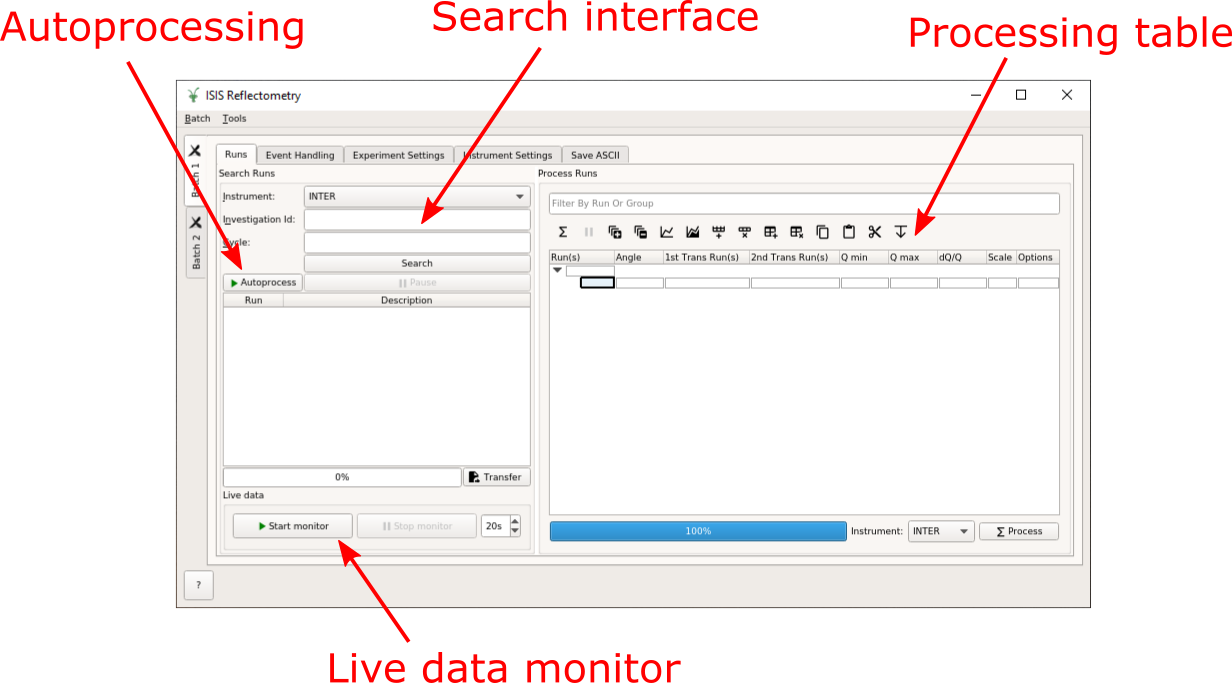 Autoprocessing
Search interface
Processing table
ISIS Reflectometry
Batch Tools
Batch 1
Batch 2
Runs Event Handling Experiment Settings Instrument Settings Save ASCII
Search Runs
Instrument: INTER
Investigation Id:
Cycle:
Search
Autoprocess Pause
Run Description
0% Transfer
Live data
Start monitor Stop monitor 20s
Process Runs
Filter By Run Or Group
Run(s) Angle 1st Trans Run(s) 2nd Trans Run(s) Q min Q max dQ/Q Scale Options
100% Instrument: INTER Σ Process
?
Live data monitor